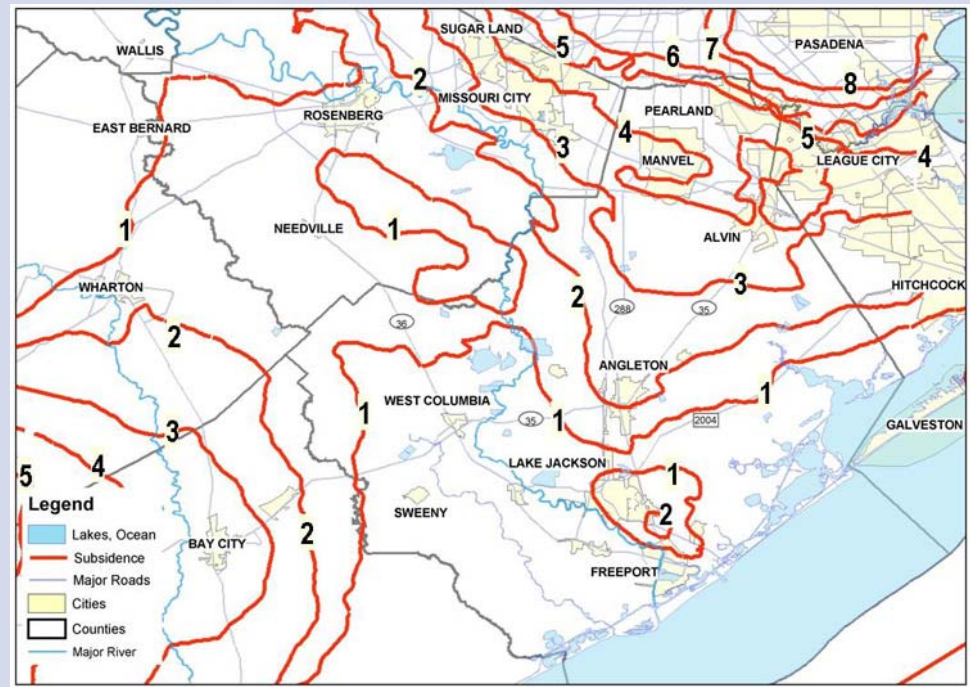 SUGAR LAND
5
6
7
PASADENA
WALLIS
2
8
MISSOURI CITY
ROSENBERG
PEARLAND
EAST BERNARD
4
3
5
MANVEL
LEAGUE CITY
4
1
NEEDVILLE
1
ALVIN
WHARTON
2
3
HITCHCOCK
288
35
36
2
ANGLETON
1
WEST COLUMBIA
1
1
35
2004
GALVESTON
3
4
5
LAKE JACKSON
1
Legend
Lakes, Ocean
Subsidence
Major Roads
Cities
Counties
Major River
SWEENY
2
2
BAY CITY
FREEPORT